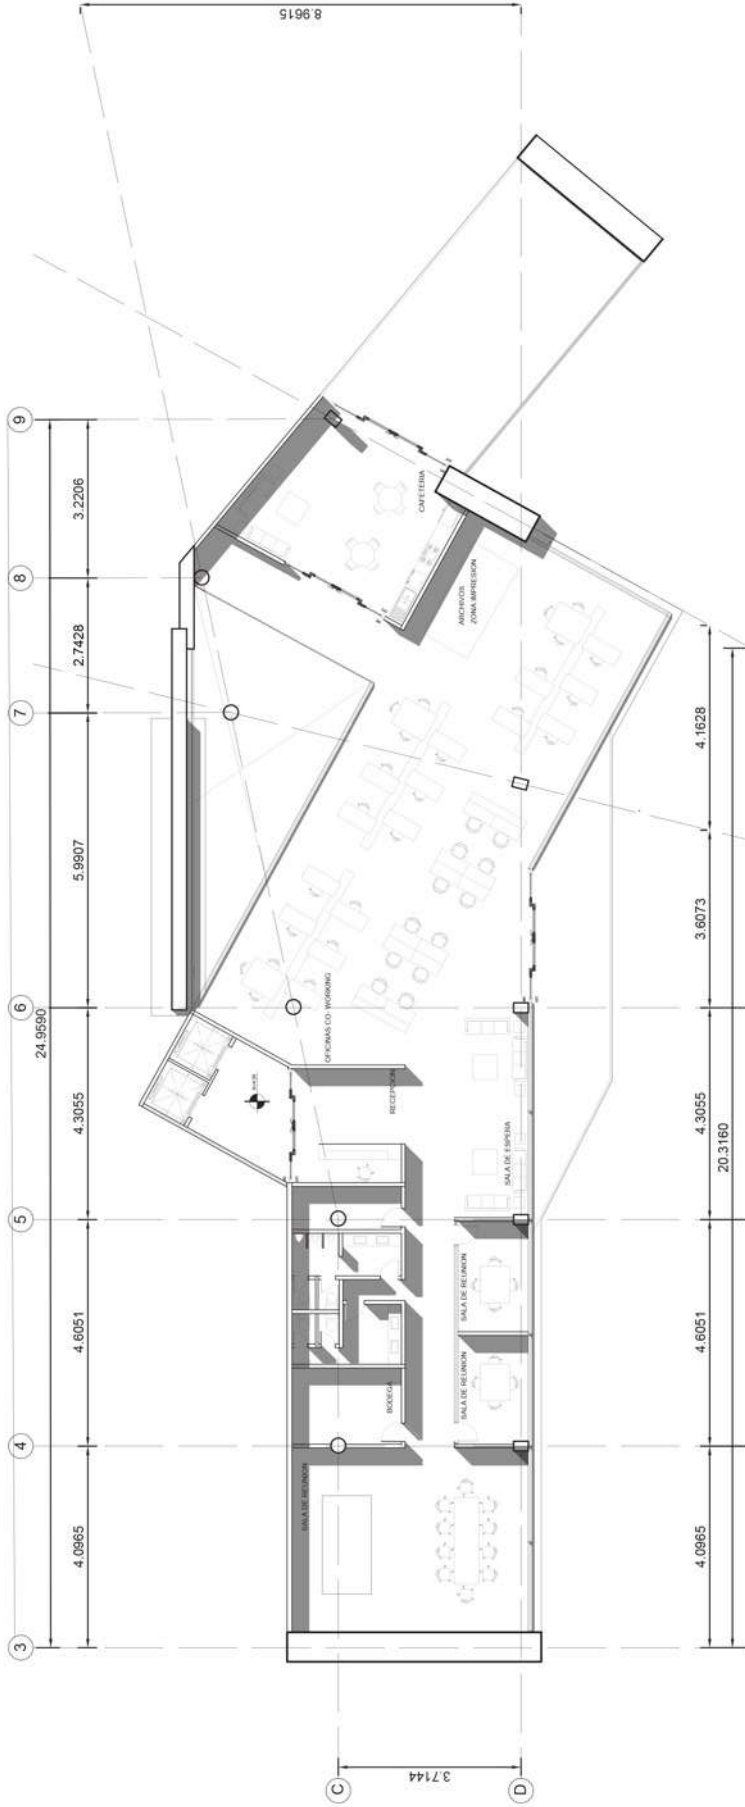 8.9615
3
4
5
6
7
8
9
24.9590
4.0965
4.6051
4.3055
5.9907
2.7428
3.2206
SALA DE REUNION
BODEGA
RECEPCION
OFICINAS CO- WORKING
CAFETERIA
ARCHIVOS
ZONA IMPRESION
SALA DE REUNION
SALA DE REUNION
SALA DE ESPERA
C
D
3.7144
4.0965
4.6051
4.3055
3.6073
4.1628
20.3160